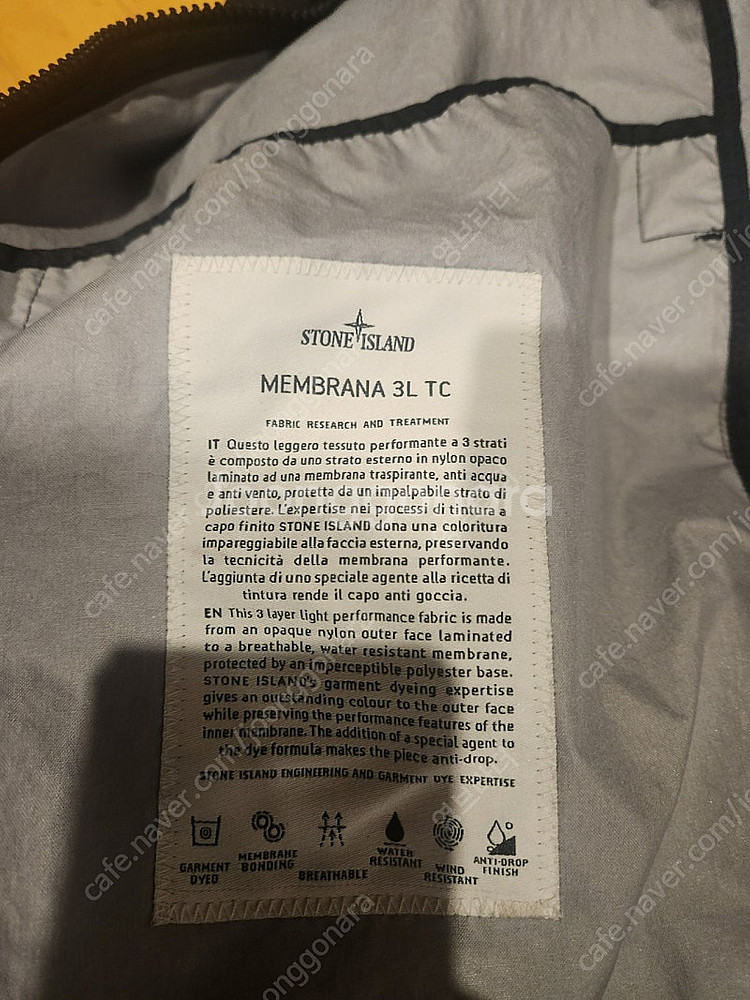 STONE ISLAND
MEMBRANA 3L TC
FABRIC RESEARCH AND TREATMENT
IT Questo leggero tessuto performante a 3 strati
è composto da uno strato esterno in nylon opaco
laminato ad una membrana traspirante, anti acqua
e anti vento, protetta da un impalpabile strato di
poliestere. L'expertise nei processi di tintura a
capo finito STONE ISLAND dona una coloritura
impareggiabile alla faccia esterna, preservando
la tecnicità della membrana performante.
L'aggiunta di uno speciale agente alla ricetta di
tintura rende il capo anti goccia.
EN This 3 layer light performance fabric is made
from an opaque nylon outer face laminated
to a breathable, water resistant membrane,
protected by an imperceptible polyester base.
STONE ISLAND's garment dyeing expertise
gives an outstanding colour to the outer face
while preserving the performance features of the
inner membrane. The addition of a special agent to
the dye formula makes the piece anti-drop.
STONE ISLAND ENGINEERING AND GARMENT DYE EXPERTISE
GARMENT DYED
MEMBRANE BONDING
BREATHABLE
WATER RESISTANT
WIND RESISTANT
ANTI-DROP FINISH
cafe.naver.com/joonggonara